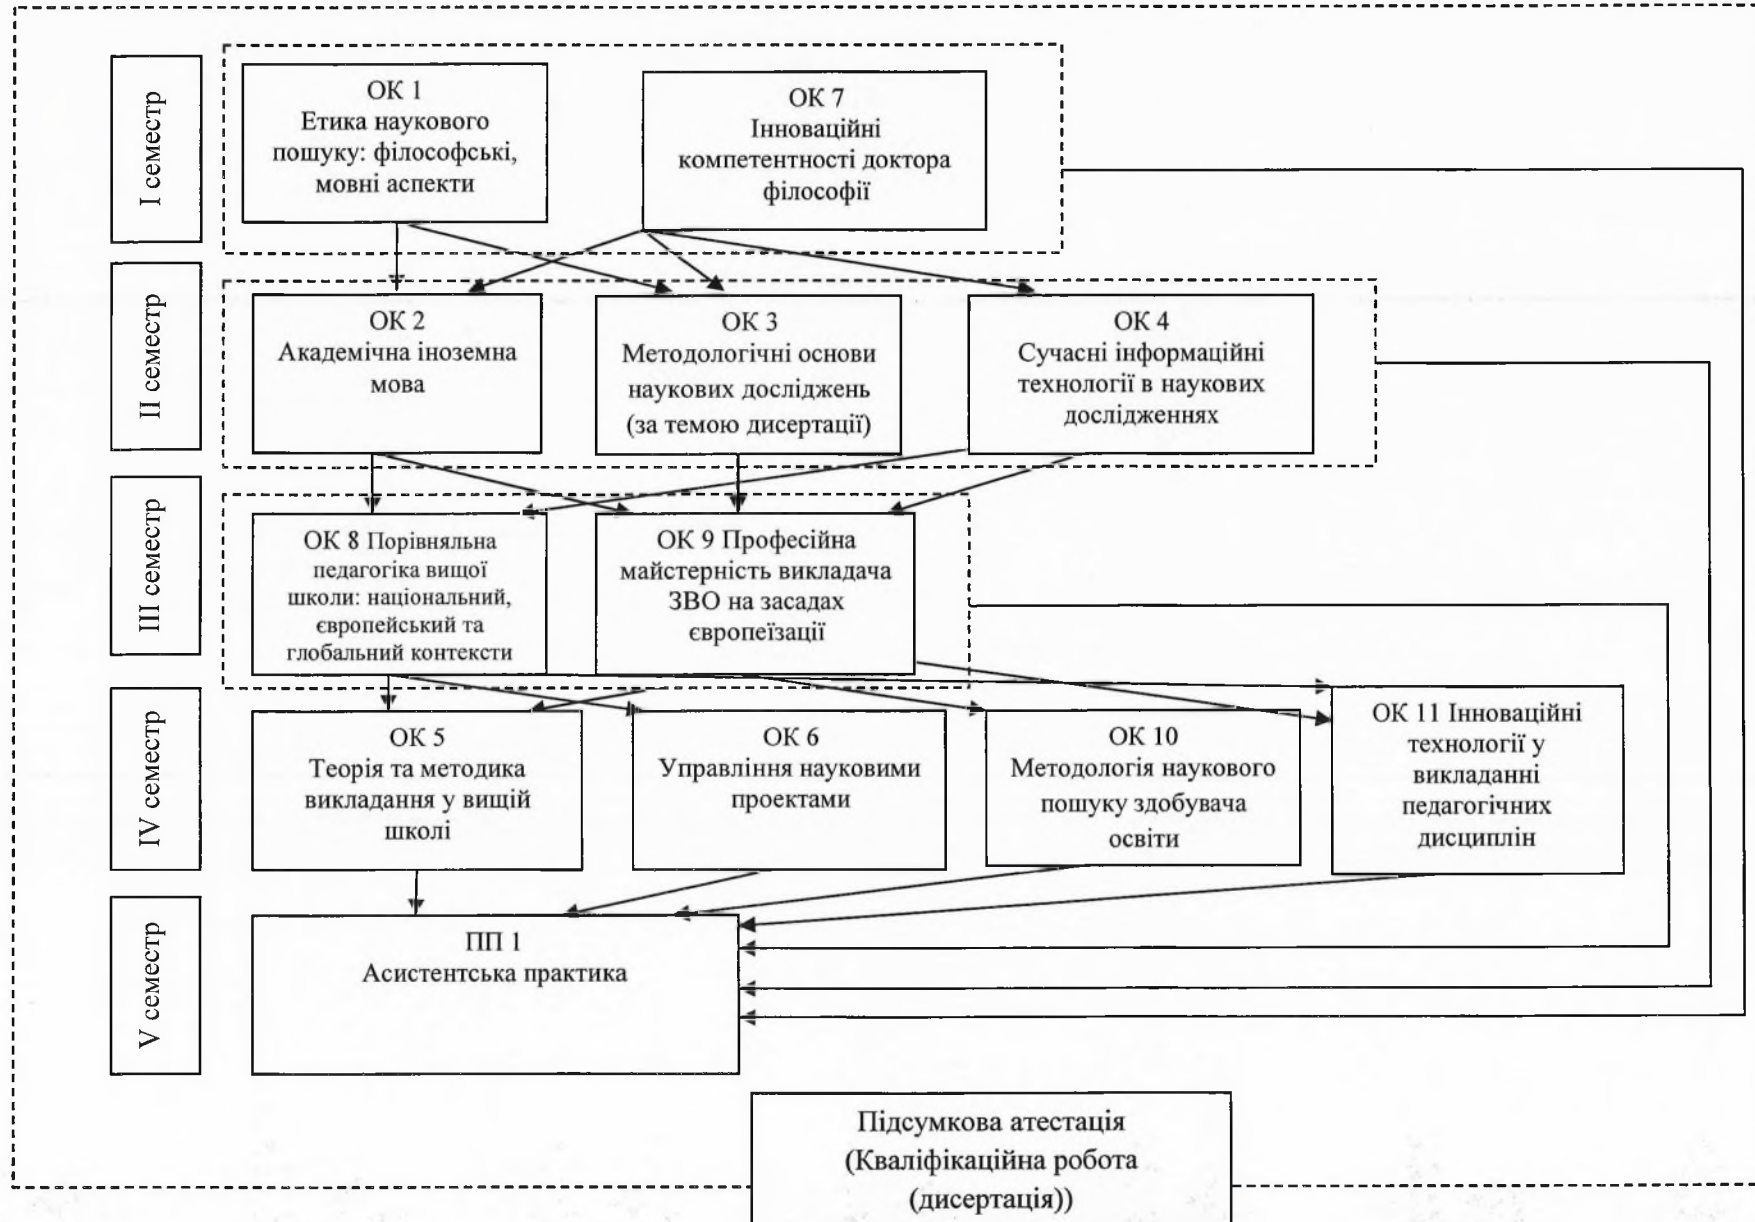 І семестр
ОК 1
Етика наукового
пошуку: філософські,
мовні аспекти
ОК 7
Інноваційні
компетентності доктора
філософії
ІІ семестр
ОК 2
Академічна іноземна
мова
ОК 3
Методологічні основи
наукових досліджень
(за темою дисертації)
ОК 4
Сучасні інформаційні
технології в наукових
дослідженнях
ІІІ семестр
ОК 8 Порівняльна
педагогіка вищої
школи: національний,
європейський та
глобальний контексти
ОК 9 Професійна
майстерність викладача
ЗВО на засадах
європеїзації
IV семестр
ОК 5
Теорія та методика
викладання у вищій
школі
ОК 6
Управління науковими
проектами
ОК 10
Методологія наукового
пошуку здобувача
освіти
ОК 11 Інноваційні
технології у
викладанні
педагогічних
дисциплін
V семестр
ПП 1
Асистентська практика
Підсумкова атестація
(Кваліфікаційна робота
(дисертація))